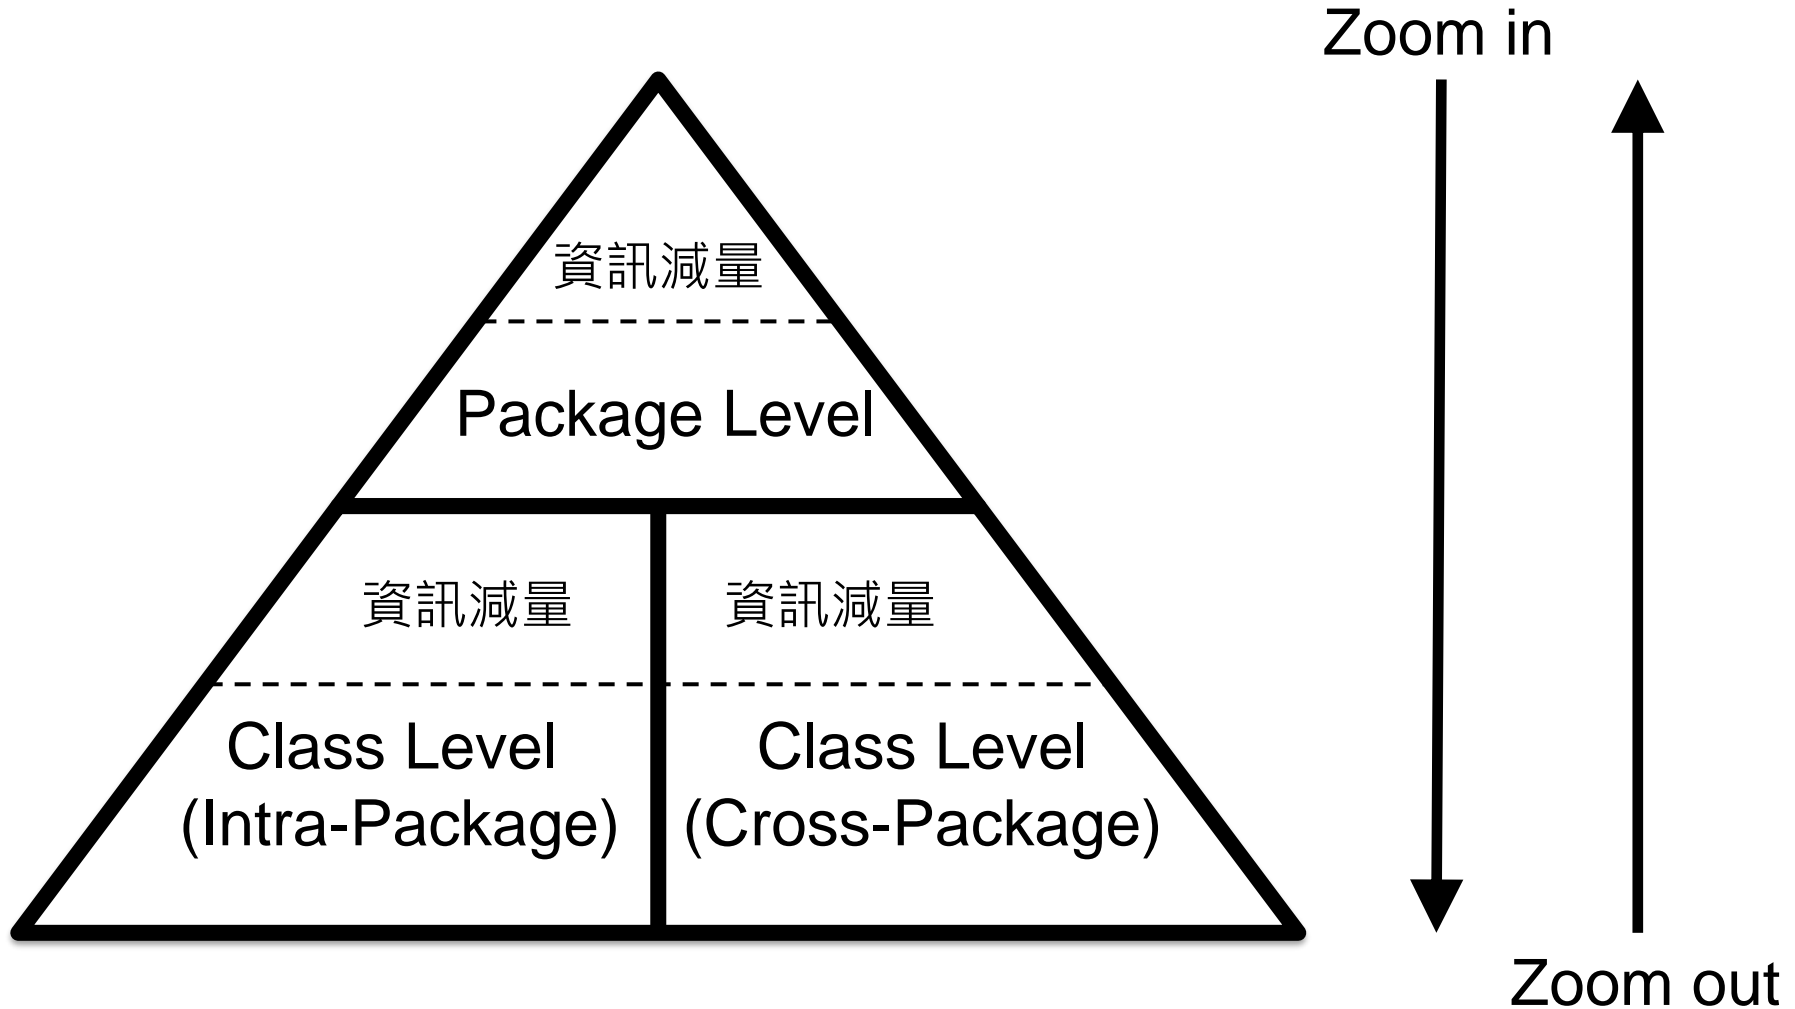 Zoom in
資訊減量
Package Level
資訊減量
資訊減量
Class Level
(Intra-Package)
Class Level
(Cross-Package)
Zoom out